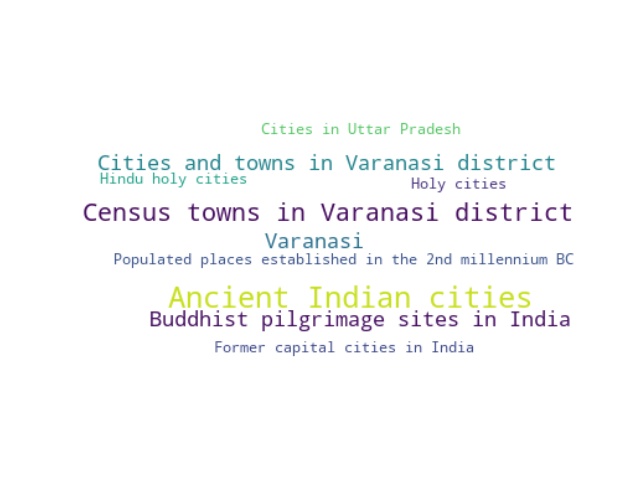 Cities in Uttar Pradesh
Cities and towns in Varanasi district
Hindu holy cities
Holy cities
Census towns in Varanasi district
Varanasi
Populated places established in the 2nd millennium BC
Ancient Indian cities
Buddhist pilgrimage sites in India
Former capital cities in India